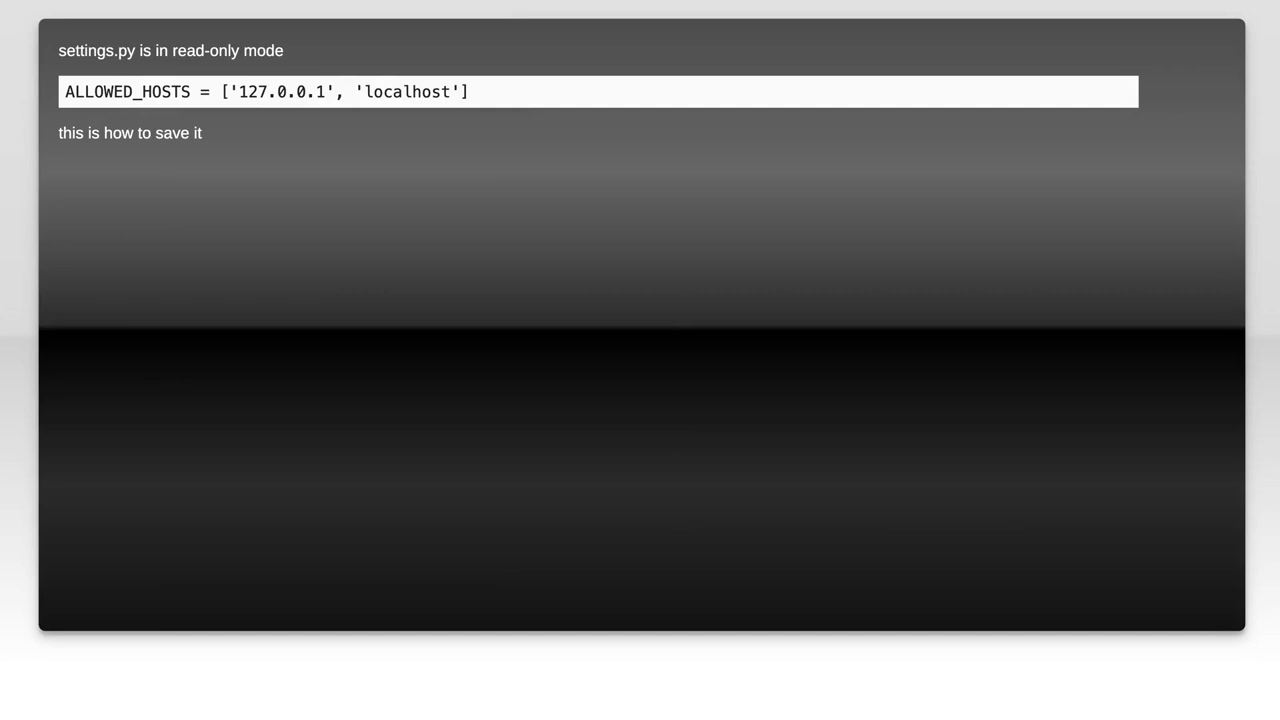 settings.py is in read-only mode
ALLOWED_HOSTS = ['127.0.0.1', 'localhost']
this is how to save it